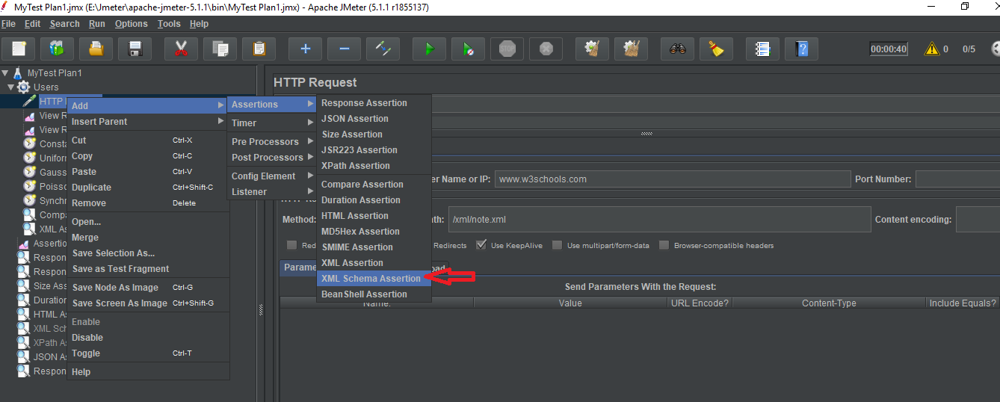 MyTest Plan1.jmx (E:\Jmeter\apache-jmeter-5.1.1\bin\MyTest Plan1.jmx) - Apache JMeter (5.1.1 r1855137)
File Edit Search Run Options Tools Help
STOP 00:00:40 0 0/5
MyTest Plan1
Users
HTTP
View R
View R
Consta
Uniform
Gauss
Poisso
Synchr
Compa
XML As
Assertio
Respon
Respon
Size Ass
Duration
HTML A
XML Sch
XPath As
JSON As
Respon
Add
Insert Parent
Cut Ctrl-X
Copy Ctrl-C
Paste Ctrl-V
Duplicate Ctrl+Shift-C
Remove Delete
Open...
Merge
Save Selection As...
Save as Test Fragment
Save Node As Image Ctrl-G
Save Screen As Image Ctrl+Shift-G
Enable
Disable
Toggle Ctrl-T
Help
Assertions
Timer
Pre Processors
Post Processors
Config Element
Listener
Response Assertion
JSON Assertion
Size Assertion
JSR223 Assertion
XPath Assertion
Compare Assertion
Duration Assertion
HTML Assertion
MD5Hex Assertion
SMIME Assertion
XML Assertion
XML Schema Assertion
BeanShell Assertion
HTTP Request
er Name or IP: www.w3schools.com Port Number:
Method: ath: /xml/note.xml Content encoding:
Red Redirects Use KeepAlive Use multipart/form-data Browser-compatible headers
Parame oad
Send Parameters With the Request:
Name: Value URL Encode? Content-Type Include Equals?